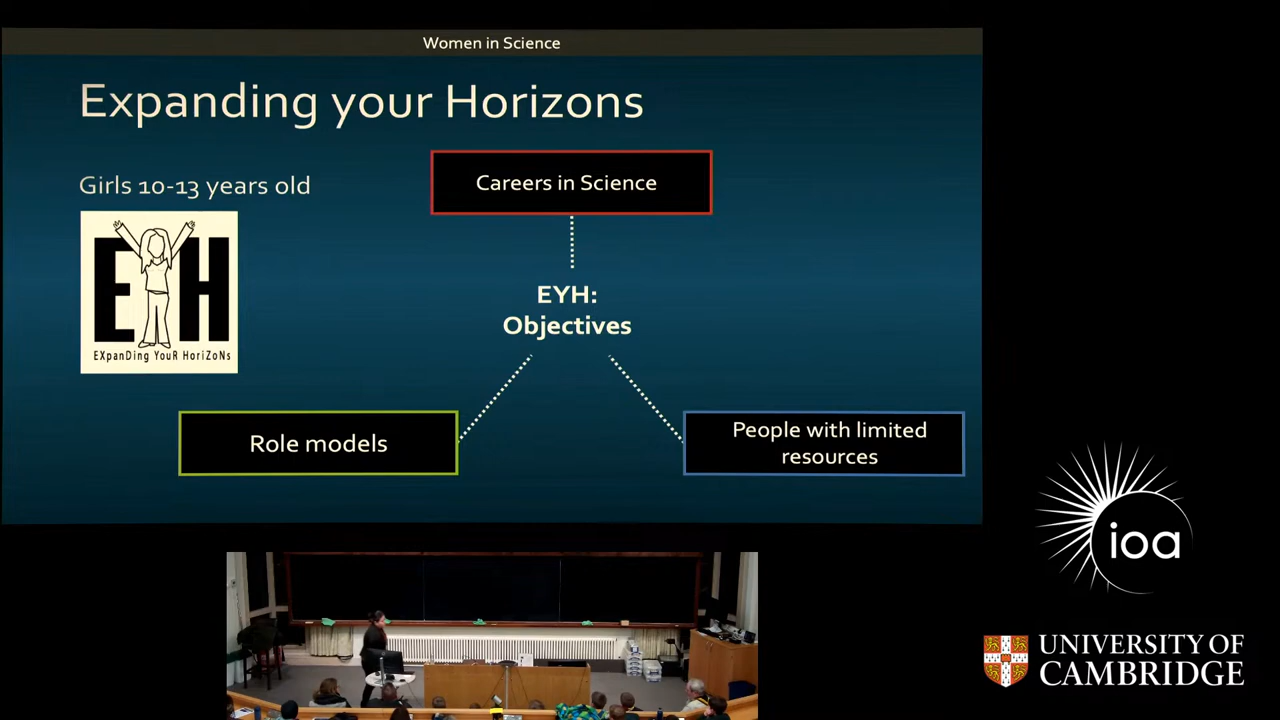 Women in Science
Expanding your Horizons
Girls 10-13 years old
Careers in Science
EYH
EXpanDing YouR HoriZoNs
EYH:
Objectives
Role models
People with limited
resources
ioa
UNIVERSITY OF
CAMBRIDGE